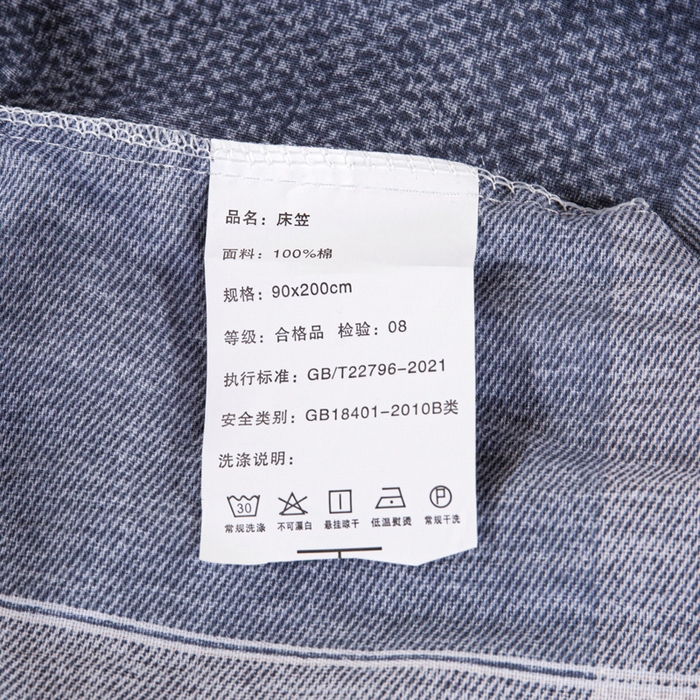 品名：床笠
面料：100%棉
规格：90x200cm
等级：合格品 检验：08
执行标准：GB/T22796-2021
安全类别：GB18401-2010B类
洗涤说明：
30 P
常规洗涤 不可漂白 悬挂晾干 低温熨烫 常规干洗